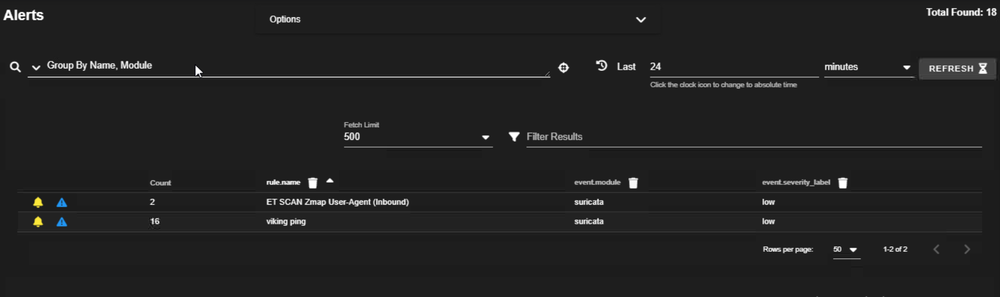 Alerts
Options
Total Found: 18
Group By Name, Module
Last 24 minutes
REFRESH
Click the clock icon to change to absolute time
Fetch Limit
500
Filter Results
Count rule.name event.module event.severity_label
2 ET SCAN Zmap User-Agent (Inbound) suricata low
16 viking ping suricata low
Rows per page: 50 1-2 of 2